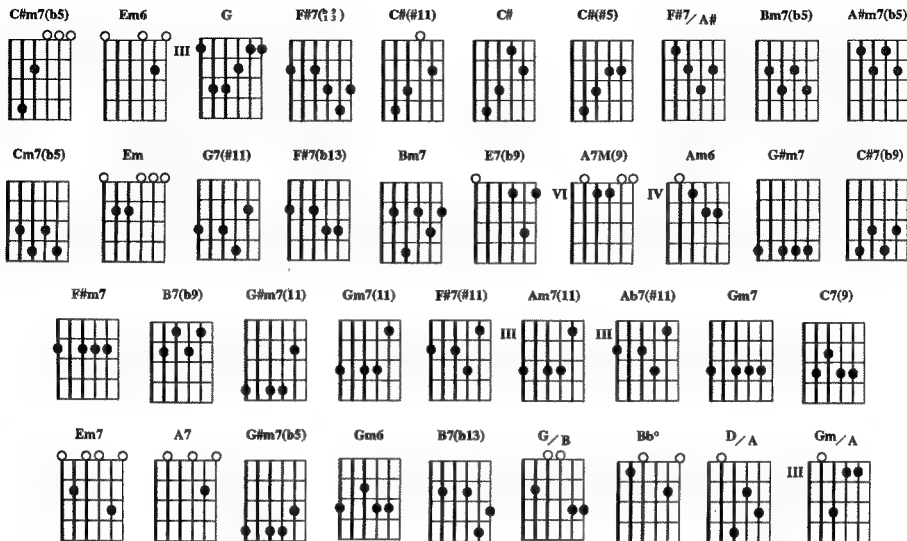 C#m7(b5) Em6 G F#7(b9 13) C#(#11) C# C#(#5) F#7/A# Bm7(b5) A#m7(b5)
III
Cm7(b5) Em G7(#11) F#7(b13) Bm7 E7(b9) A7M(9) Am6 G#m7 C#7(b9)
VI IV
F#m7 B7(b9) G#m7(11) Gm7(11) F#7(#11) Am7(11) Ab7(#11) Gm7 C7(9)
III III
Em7 A7 G#m7(b5) Gm6 B7(b13) G/B Bb° D/A Gm/A
III